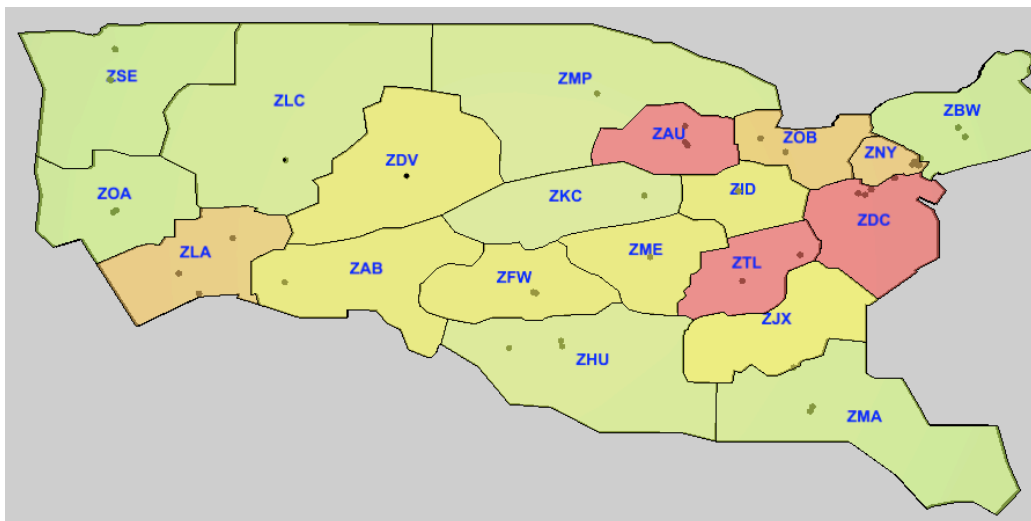 ZSE
ZLC
ZMP
ZBW
ZAU
ZOB
ZNY
ZDV
ZOA
ZKC
ZID
ZDC
ZLA
ZAB
ZFW
ZME
ZTL
ZJX
ZHU
ZMA